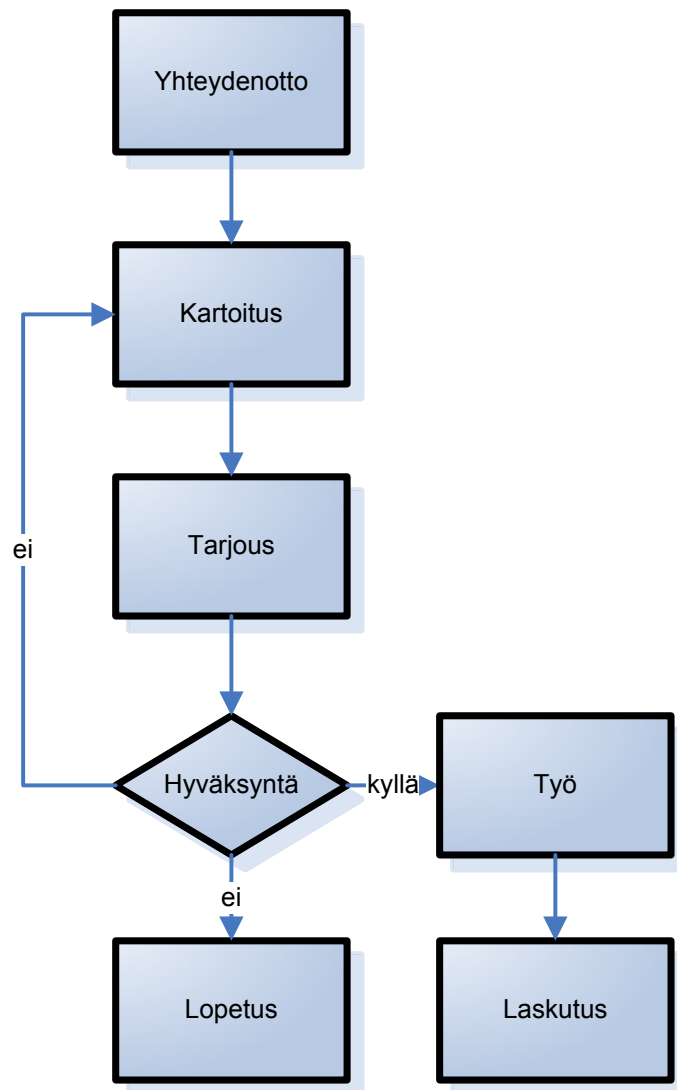 Yhteydenotto
Kartoitus
Tarjous
ei
Hyväksyntä
kyllä
Työ
ei
Lopetus
Laskutus